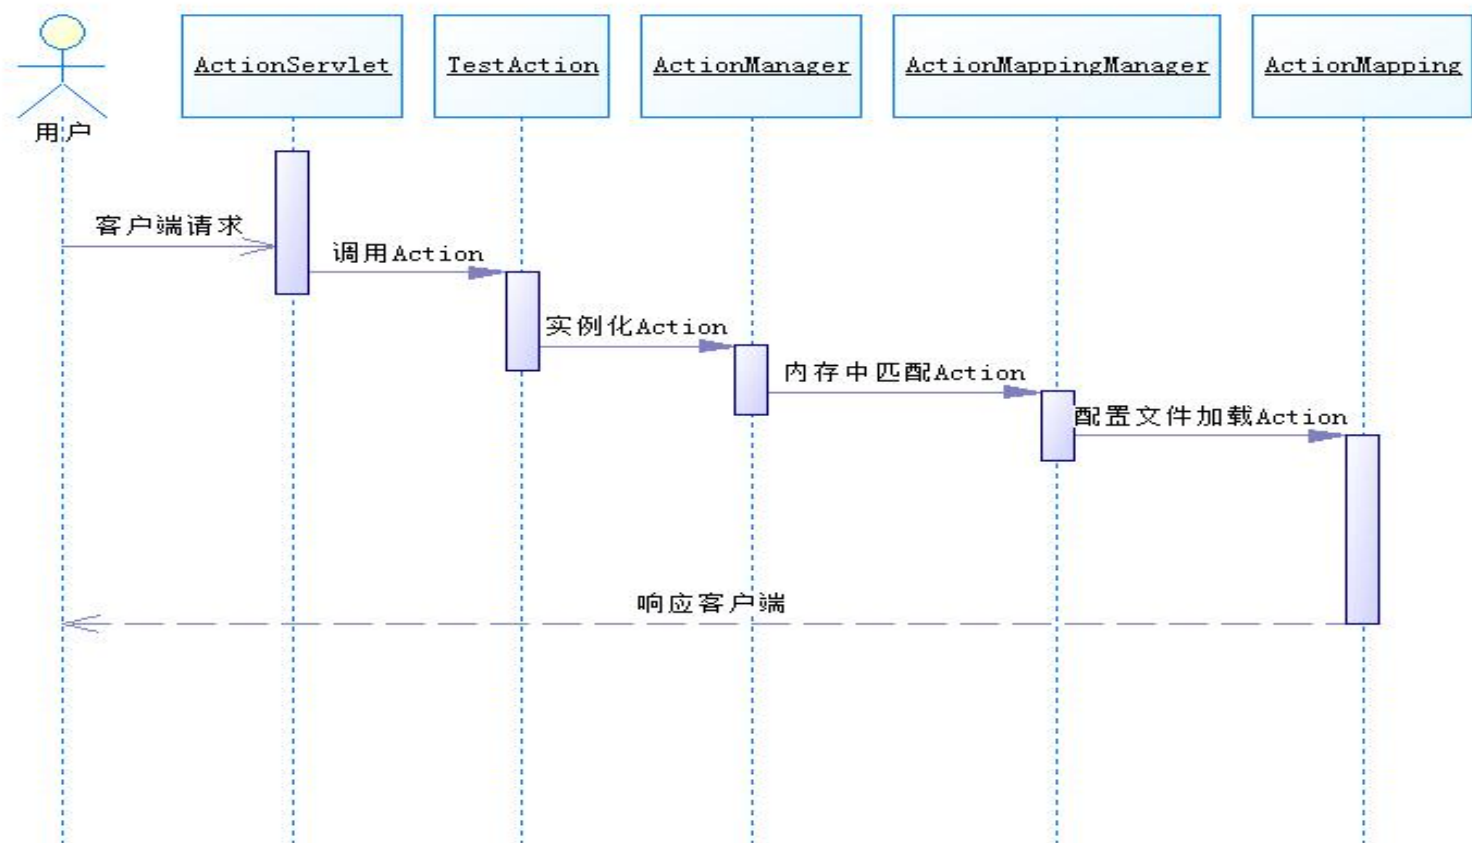 ActionServlet
TestAction
ActionManager
ActionMappingManager
ActionMapping
用户
客户端请求
调用Action
实例化Action
内存中匹配Action
配置文件加载Action
响应客户端